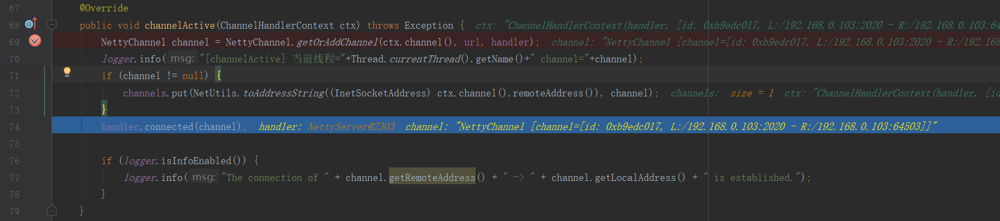 67 @Override
68 public void channelActive(ChannelHandlerContext ctx) throws Exception { ctx: "ChannelHandlerContext(handler, [id: 0xb9edc017, L:/192.168.0.103:2020 - R:/192.168.0.103:64
69 NettyChannel channel = NettyChannel.getOrAddChannel(ctx.channel(), url, handler); channel: "NettyChannel [channel=[id: 0xb9edc017, L:/192.168.0.103:2020 - R:/192.168
70 logger.info( msg: "[channelActive] 当前线程="+Thread.currentThread().getName()+" channel="+channel);
71 if (channel != null) {
72 channels.put(NetUtils.toAddressString((InetSocketAddress) ctx.channel().remoteAddress()), channel); channels: size = 1 ctx: "ChannelHandlerContext(handler, [id
73 }
74 handler.connected(channel); handler: NettyServer@2303 channel: "NettyChannel [channel=[id: 0xb9edc017, L:/192.168.0.103:2020 - R:/192.168.0.103:64503]]"
75
76 if (logger.isInfoEnabled()) {
77 logger.info( msg: "The connection of " + channel.getRemoteAddress() + " -> " + channel.getLocalAddress() + " is established.");
78 }
79 }